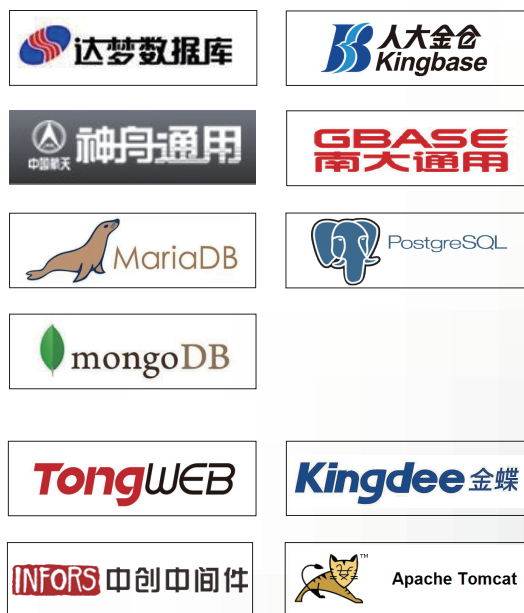 达梦数据库
人大金仓
Kingbase
中国航天
神舟通用
GBASE
南大通用
MariaDB
PostgreSQL
mongoDB
TongWEB
Kingdee 金蝶
INFORS 中创中间件
TM
Apache Tomcat